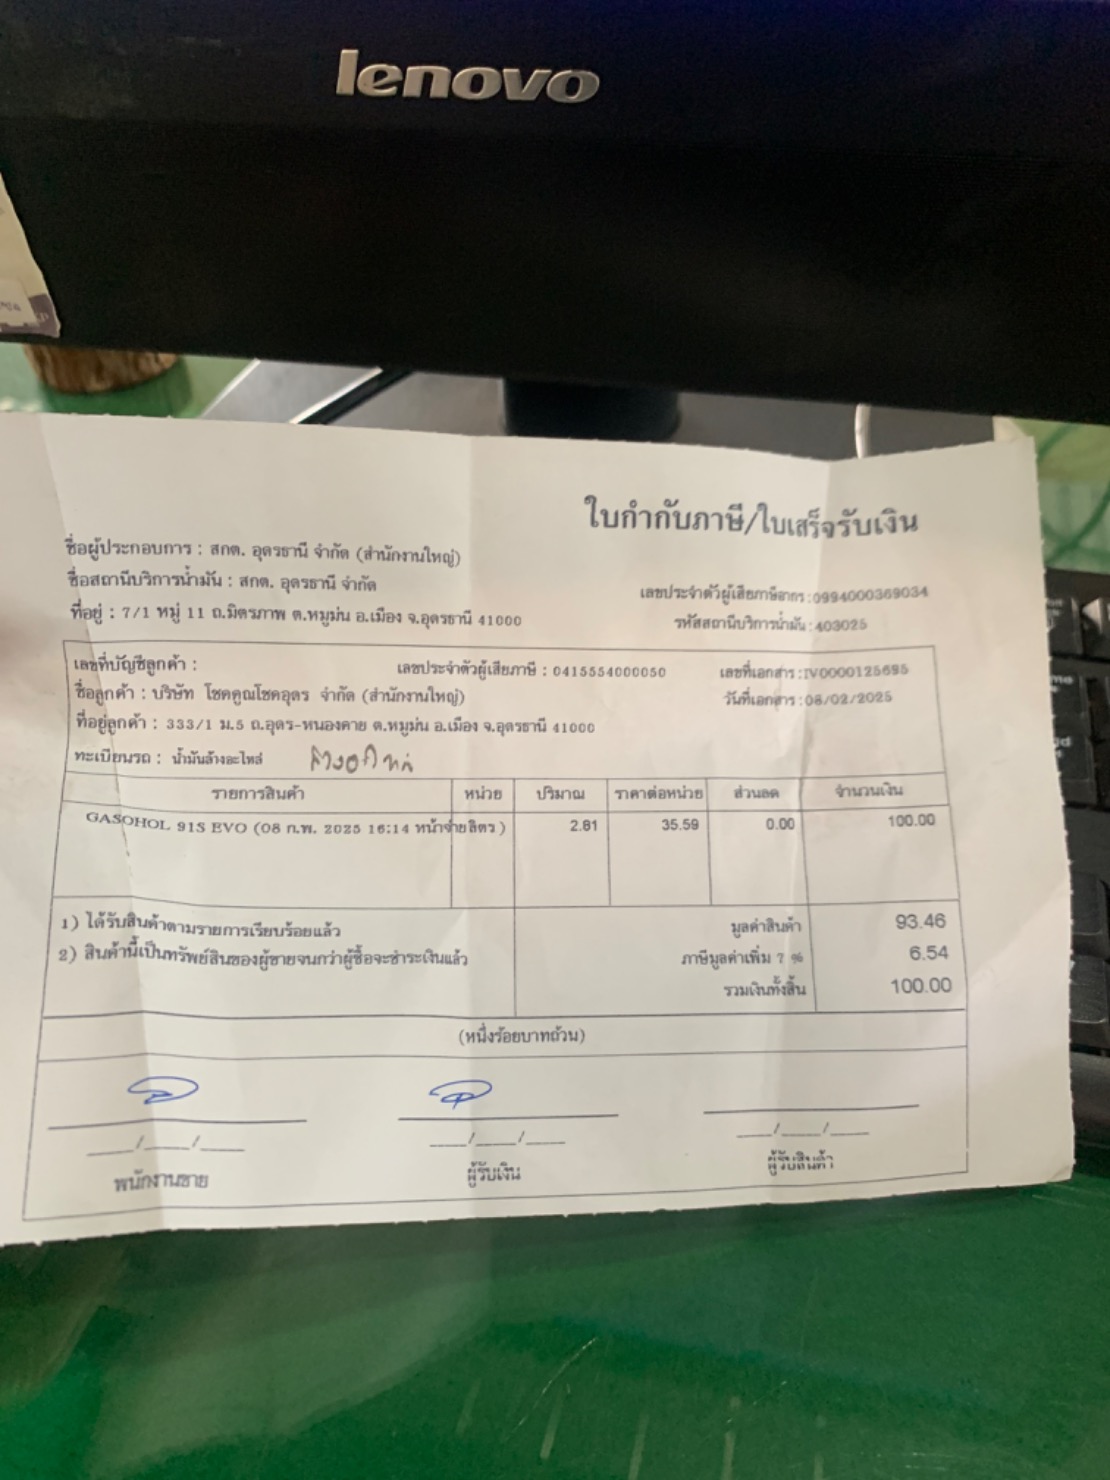 lenovo
ใบกำกับภาษี/ใบเสร็จรับเงิน
ชื่อผู้ประกอบการ : สกต. อุดรธานี จำกัด (สำนักงานใหญ่)
ชื่อสถานีบริการน้ำมัน : สกต. อุดรธานี จำกัด
เลขประจำตัวผู้เสียภาษีอากร :0994000369034
ที่อยู่ : 7/1 หมู่ 11 ถ.มิตรภาพ ต.หมูม่น อ.เมือง จ.อุดรธานี 41000
รหัสสถานีบริการน้ำมัน : 403025
เลขที่บัญชีลูกค้า : เลขประจำตัวผู้เสียภาษี : 0415554000050 เลขที่เอกสาร : IV0000125695
ชื่อลูกค้า : บริษัท โชคคูณโชคอุดร จำกัด (สำนักงานใหญ่) วันที่เอกสาร : 08/02/2025
ที่อยู่ลูกค้า : 333/1 ม.5 ถ.อุดร-หนองคาย ต.หมูม่น อ.เมือง จ.อุดรธานี 41000
ทะเบียนรถ : น้ำมันล้างอะไหล่ ล้างอะไหล่
รายการสินค้า หน่วย ปริมาณ ราคาต่อหน่วย ส่วนลด จำนวนเงิน
GASOHOL 91S EVO (08 ก.พ. 2025 16:14 หน้าจ่ายลิตร ) 2.81 35.59 0.00 100.00
1) ได้รับสินค้าตามรายการเรียบร้อยแล้ว มูลค่าสินค้า 93.46
2) สินค้านี้เป็นทรัพย์สินของผู้ขายจนกว่าผู้ซื้อจะชำระเงินแล้ว ภาษีมูลค่าเพิ่ม 7 % 6.54
รวมเงินทั้งสิ้น 100.00
(หนึ่งร้อยบาทถ้วน)
____/____/____ ____/____/____ ____/____/____
พนักงานขาย ผู้รับเงิน ผู้รับสินค้า